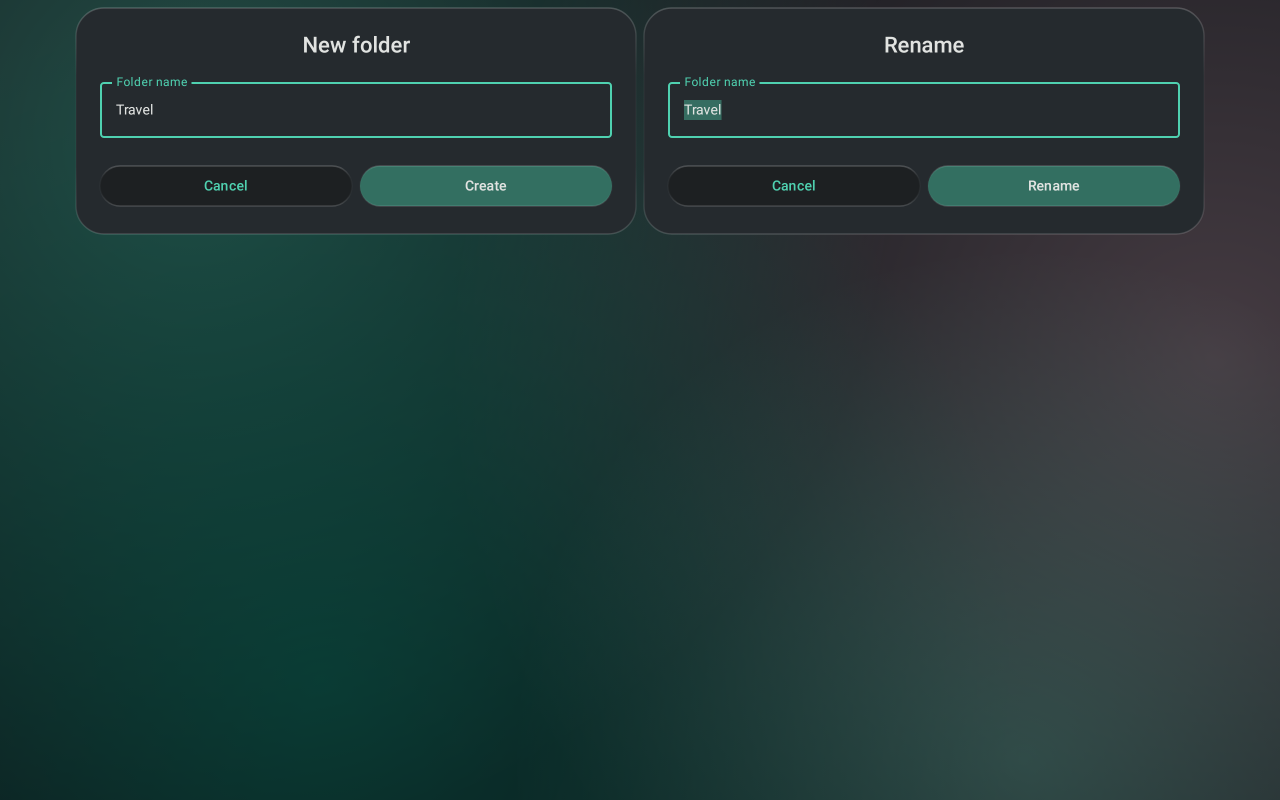 New folder
Folder name
Travel
Cancel
Create
Rename
Folder name
Travel
Cancel
Rename